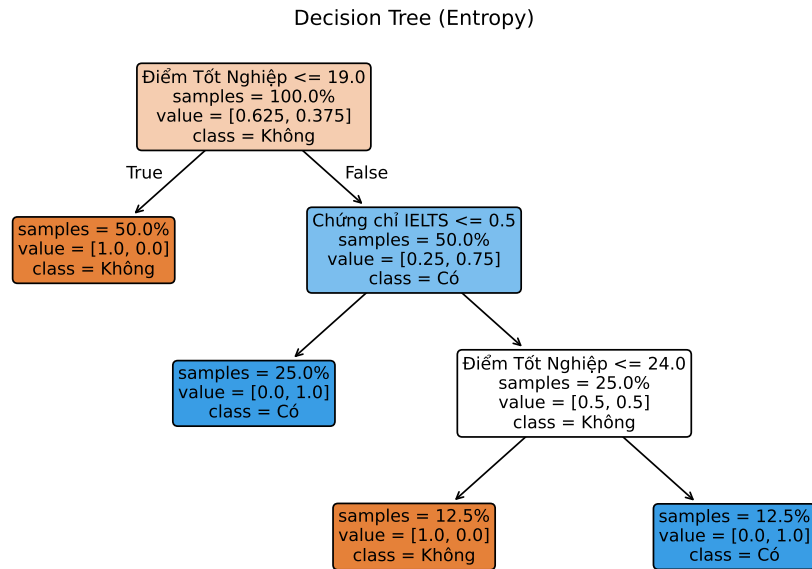 Decision Tree (Entropy)
Điểm Tốt Nghiệp <= 19.0
samples = 100.0%
value = [0.625, 0.375]
class = Không
True
False
samples = 50.0%
value = [1.0, 0.0]
class = Không
Chứng chỉ IELTS <= 0.5
samples = 50.0%
value = [0.25, 0.75]
class = Có
samples = 25.0%
value = [0.0, 1.0]
class = Có
Điểm Tốt Nghiệp <= 24.0
samples = 25.0%
value = [0.5, 0.5]
class = Không
samples = 12.5%
value = [1.0, 0.0]
class = Không
samples = 12.5%
value = [0.0, 1.0]
class = Có